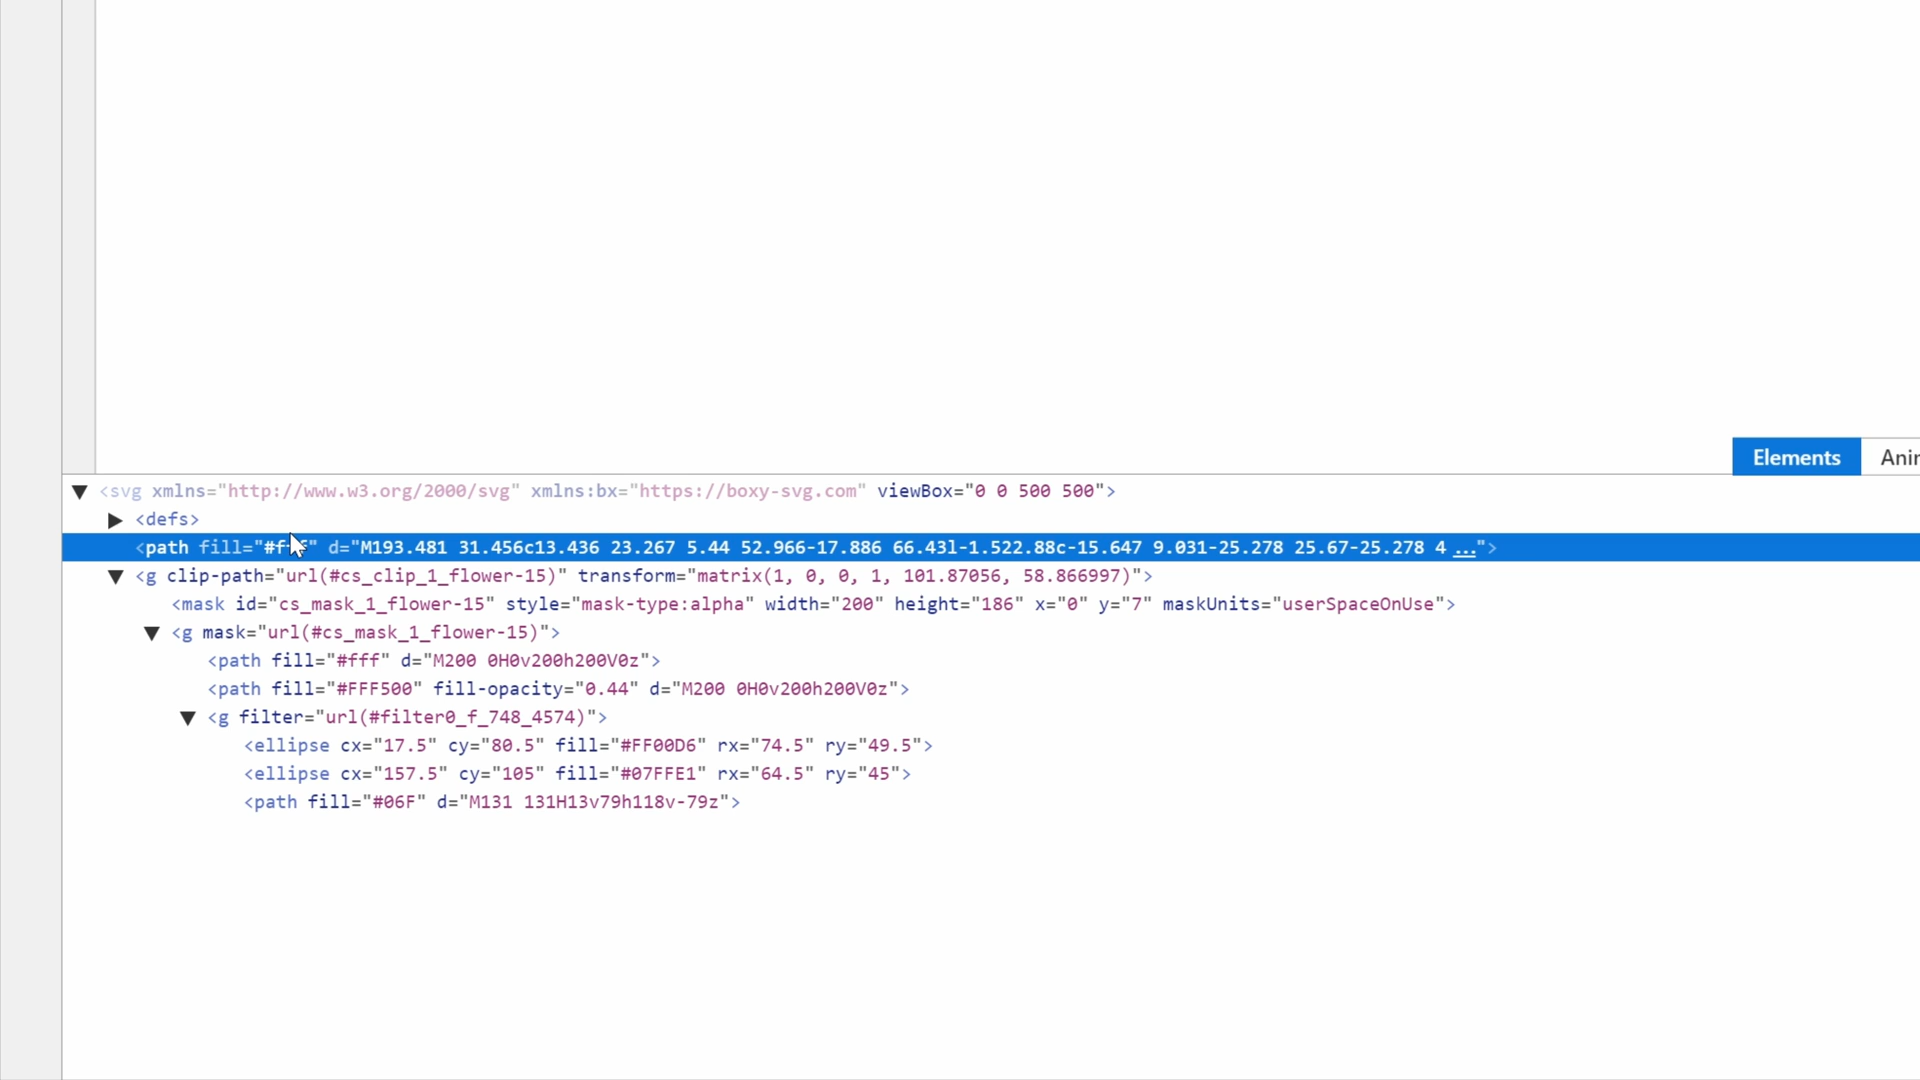 Elements Anir
▼ <svg xmlns="http://www.w3.org/2000/svg" xmlns:bx="https://boxy-svg.com" viewBox="0 0 500 500">
▶ <defs>
<path fill="#fff" d="M193.481 31.456c13.436 23.267 5.44 52.966-17.886 66.43l-1.522.88c-15.647 9.031-25.278 25.67-25.278 4 ...">
▼ <g clip-path="url(#cs_clip_1_flower-15)" transform="matrix(1, 0, 0, 1, 101.87056, 58.866997)">
<mask id="cs_mask_1_flower-15" style="mask-type:alpha" width="200" height="186" x="0" y="7" maskUnits="userSpaceOnUse">
▼ <g mask="url(#cs_mask_1_flower-15)">
<path fill="#fff" d="M200 0H0v200h200V0z">
<path fill="#FFF500" fill-opacity="0.44" d="M200 0H0v200h200V0z">
▼ <g filter="url(#filter0_f_748_4574)">
<ellipse cx="17.5" cy="80.5" fill="#FF00D6" rx="74.5" ry="49.5">
<ellipse cx="157.5" cy="105" fill="#07FFE1" rx="64.5" ry="45">
<path fill="#06F" d="M131 131H13v79h118v-79z">